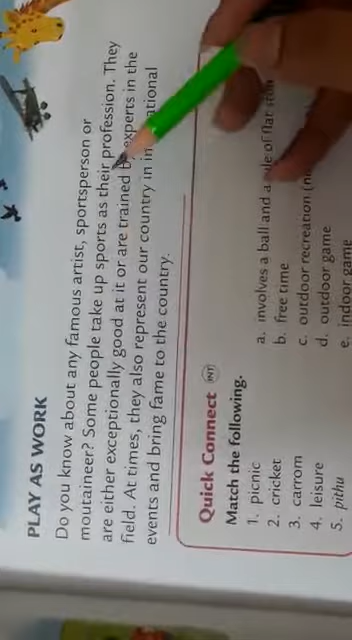 PLAY AS WORK
Do you know about any famous artist, sportsperson or
moutaineer? Some people take up sports as their profession. They
are either exceptionally good at it or are trained by experts in the
field. At times, they also represent our country in
events and bring fame to the country.
Quick Connect INT
Match the following.
1. picnic a. involves a ball and a
2. cricket b. free time
3. carrom c. outdoor recreation
4. leisure d. outdoor game
5. pithu e. indoor game